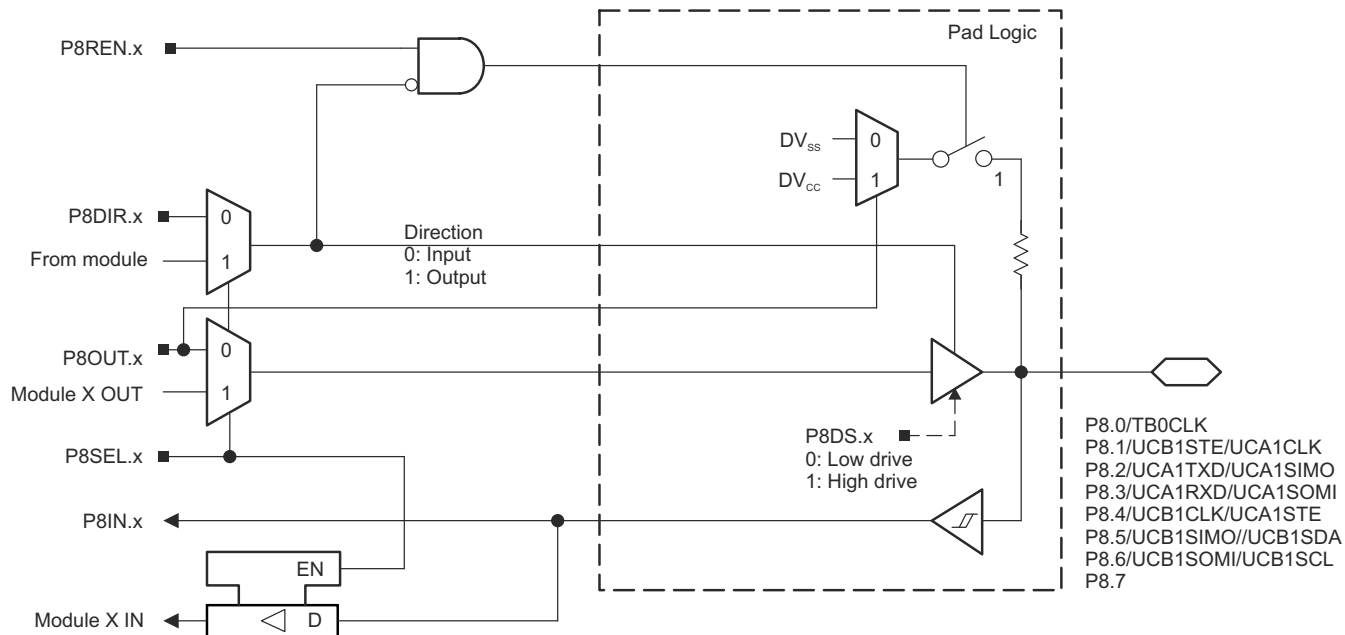 Pad Logic
P8REN.x
DVSS
0
DVCC
1
1
P8DIR.x
0
From module
1
Direction
0: Input
1: Output
P8OUT.x
0
Module X OUT
1
P8DS.x
0: Low drive
1: High drive
P8SEL.x
P8IN.x
EN
Module X IN
D
P8.0/TB0CLK
P8.1/UCB1STE/UCA1CLK
P8.2/UCA1TXD/UCA1SIMO
P8.3/UCA1RXD/UCA1SOMI
P8.4/UCB1CLK/UCA1STE
P8.5/UCB1SIMO//UCB1SDA
P8.6/UCB1SOMI/UCB1SCL
P8.7